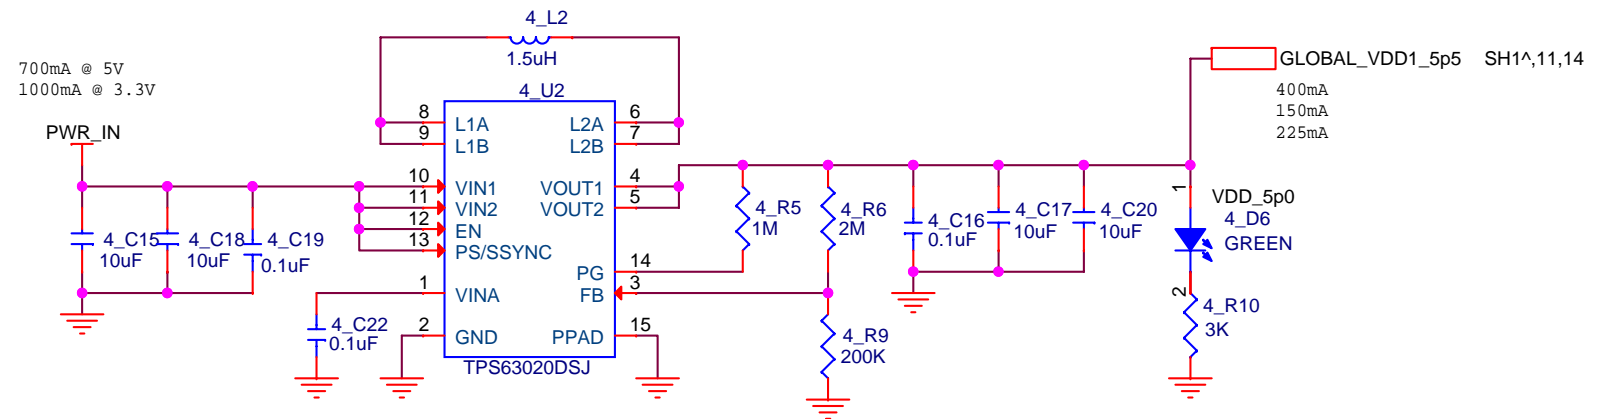 4_L2
1.5uH
700mA @ 5V
1000mA @ 3.3V
PWR_IN
4_U2
8 L1A
9 L1B
L2A 6
L2B 7
10 VIN1
11 VIN2
12 EN
13 PS/SSYNC
VOUT1 4
VOUT2 5
PG 14
FB 3
1 VINA
2 GND
PPAD 15
TPS63020DSJ
4_C15
10uF
4_C18
10uF
4_C19
0.1uF
4_C22
0.1uF
4_R5
1M
4_R6
2M
4_R9
200K
4_C16
0.1uF
4_C17
10uF
4_C20
10uF
GLOBAL_VDD1_5p5 SH1^,11,14
400mA
150mA
225mA
1
VDD_5p0
4_D6
GREEN
2
4_R10
3K